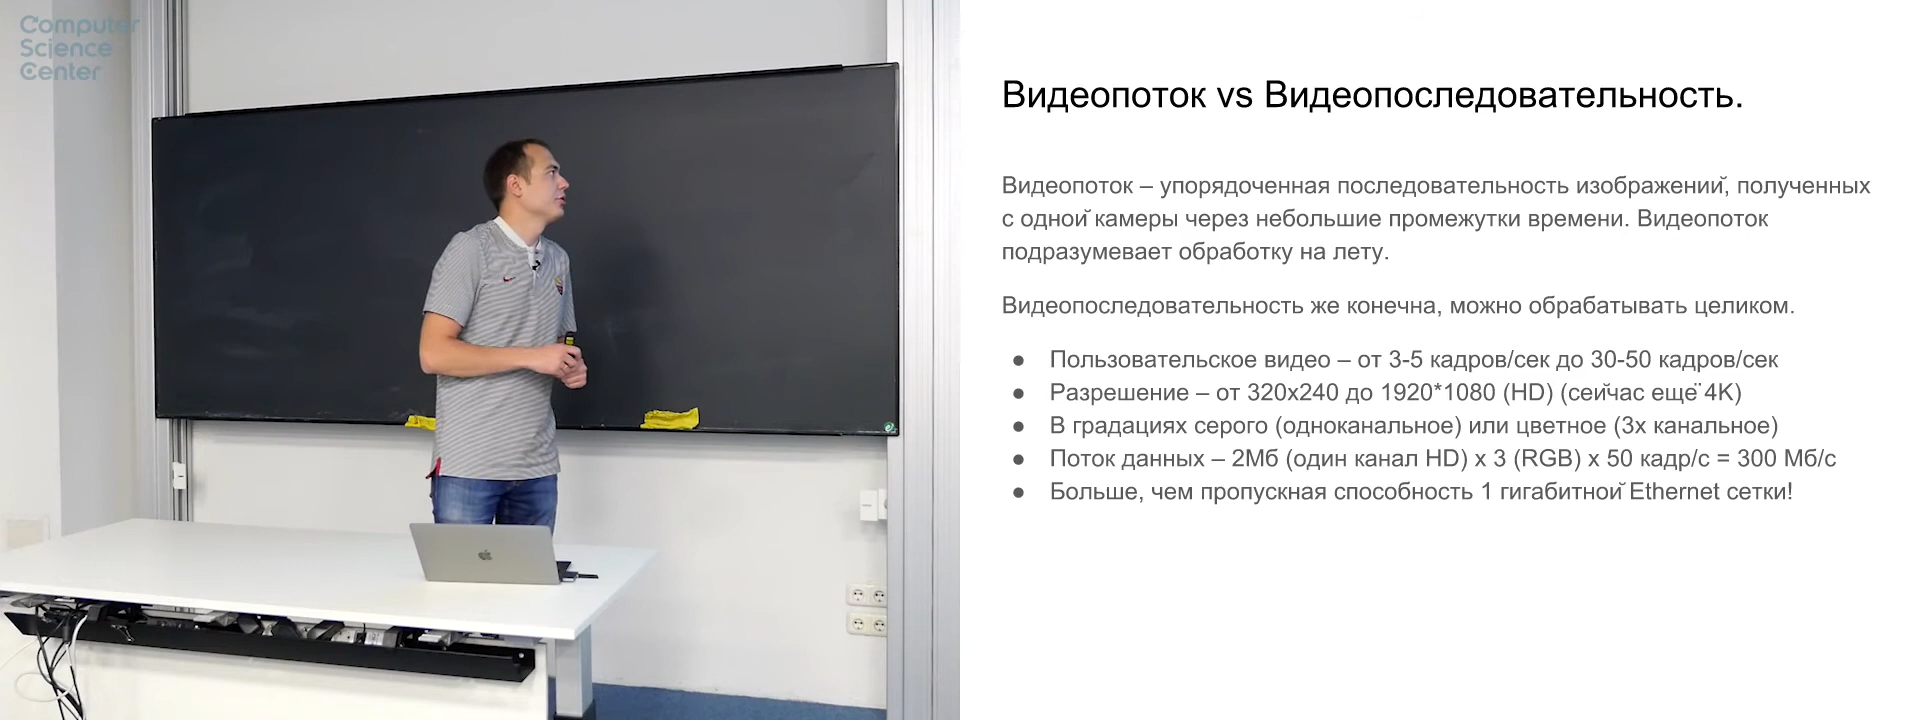 Computer
Science
Center
Видеопоток vs Видеопоследовательность.
Видеопоток – упорядоченная последовательность изображений, полученных
с одной камеры через небольшие промежутки времени. Видеопоток
подразумевает обработку на лету.
Видеопоследовательность же конечна, можно обрабатывать целиком.
● Пользовательское видео – от 3-5 кадров/сек до 30-50 кадров/сек
● Разрешение – от 320x240 до 1920*1080 (HD) (сейчас ещё 4K)
● В градациях серого (одноканальное) или цветное (3х канальное)
● Поток данных – 2Мб (один канал HD) x 3 (RGB) x 50 кадр/с = 300 Мб/с
● Больше, чем пропускная способность 1 гигабитной Ethernet сетки!